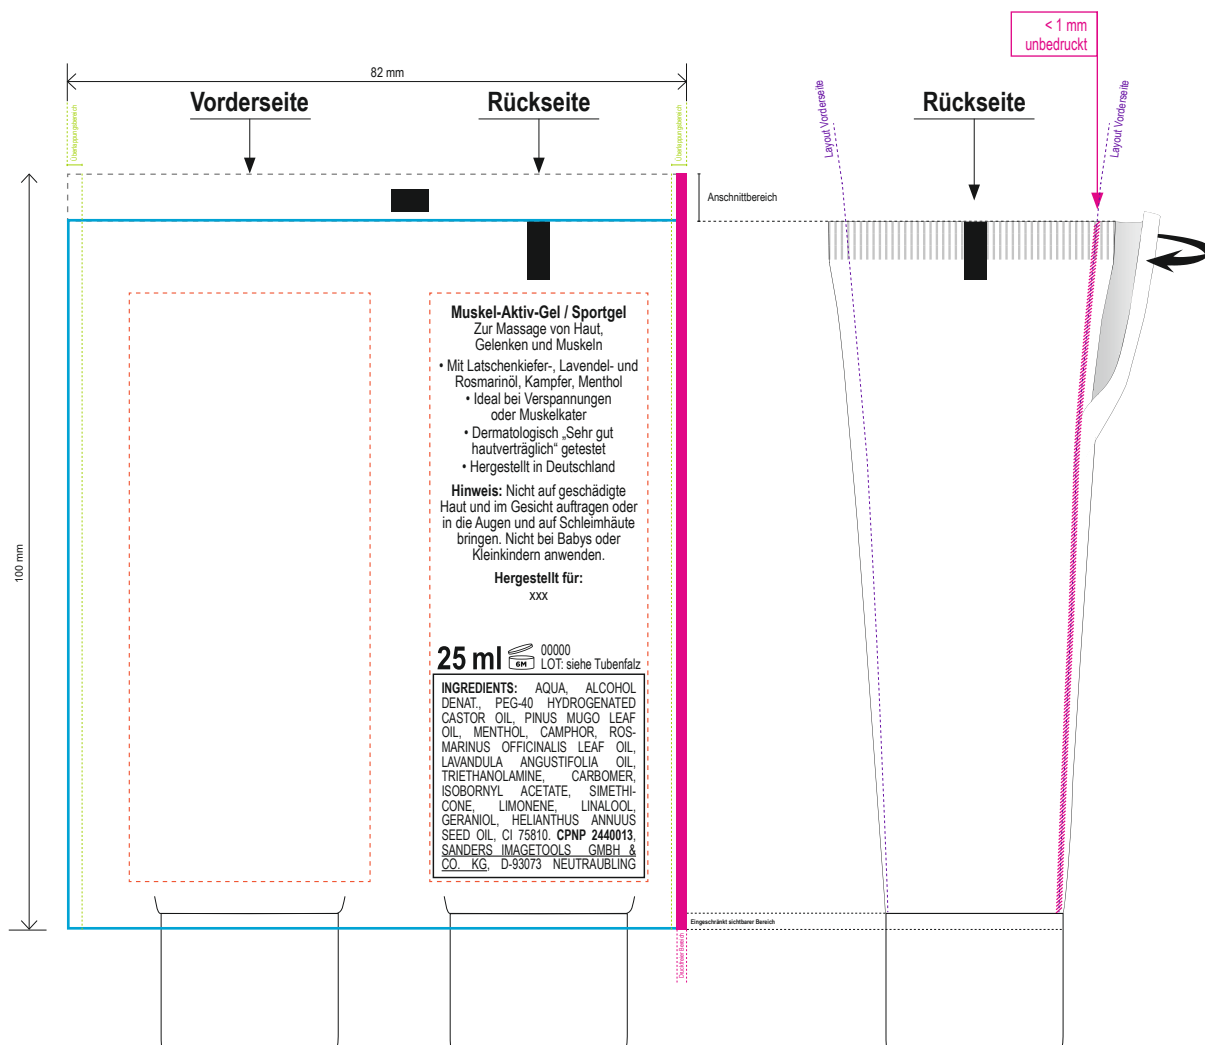 < 1 mm
unbedruckt
82 mm
Vorderseite
Rückseite
Rückseite
Überlappungsbereich
Überlappungsbereich
Layout Vorderseite
Layout Vorderseite
Anschnittbereich
100 mm
Muskel-Aktiv-Gel / Sportgel
Zur Massage von Haut,
Gelenken und Muskeln
• Mit Latschenkiefer-, Lavendel- und
Rosmarinöl, Kampfer, Menthol
• Ideal bei Verspannungen
oder Muskelkater
• Dermatologisch „Sehr gut
hautverträglich“ getestet
• Hergestellt in Deutschland
Hinweis: Nicht auf geschädigte
Haut und im Gesicht auftragen oder
in die Augen und auf Schleimhäute
bringen. Nicht bei Babys oder
Kleinkindern anwenden.
Hergestellt für:
xxx
25 ml
6M
00000
LOT: siehe Tubenfalz
INGREDIENTS: AQUA, ALCOHOL
DENAT., PEG-40 HYDROGENATED
CASTOR OIL, PINUS MUGO LEAF
OIL, MENTHOL, CAMPHOR, ROS-
MARINUS OFFICINALIS LEAF OIL,
LAVANDULA ANGUSTIFOLIA OIL,
TRIETHANOLAMINE, CARBOMER,
ISOBORNYL ACETATE, SIMETHI-
CONE, LIMONENE, LINALOOL,
GERANIOL, HELIANTHUS ANNUUS
SEED OIL, CI 75810. CPNP 2440013,
SANDERS IMAGETOOLS GMBH &
CO. KG, D-93073 NEUTRAUBLING
Eingeschränkt sichtbarer Bereich
Druckfreier Bereich